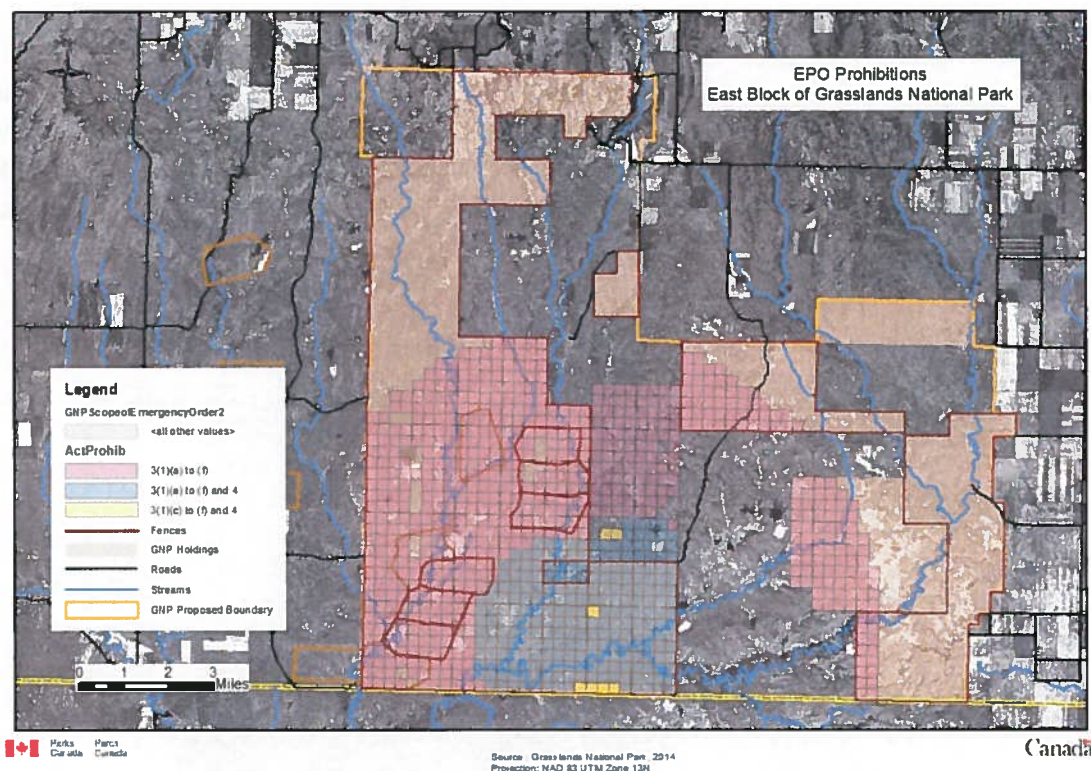 EPO Prohibitions
East Block of Grasslands National Park
Legend
GNPScopeofEmergencyOrder2
<all other values>
ActProhib
3(1)(a) to (f)
3(1)(a) to (f) and 4
3(1)(c) to (f) and 4
Fences
GNP Holdings
Roads
Streams
GNP Proposed Boundary
0 1 2 3
Miles
Parks Canada
Parcs Canada
Source : Grasslands National Park, 2014
Projection: NAD 83 UTM Zone 13N
Canada